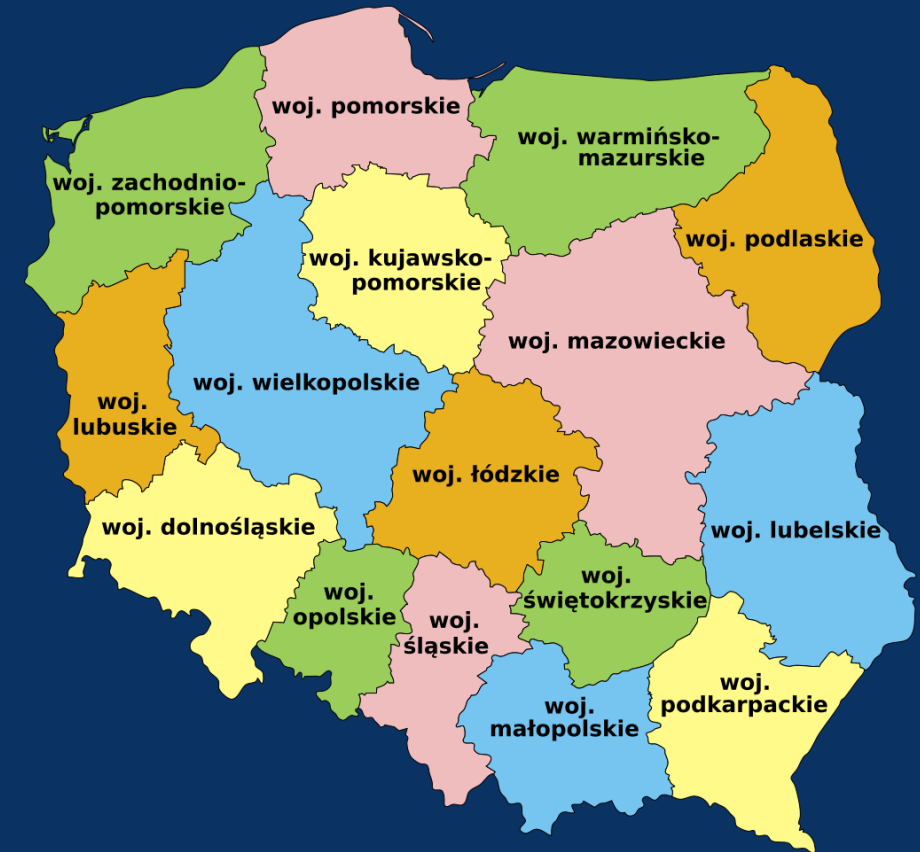 woj. pomorskie
woj. warmińsko-
mazurskie
woj. zachodnio-
pomorskie
woj. podlaskie
woj. kujawsko-
pomorskie
woj. mazowieckie
woj. wielkopolskie
woj.
lubuskie
woj. łódzkie
woj. dolnośląskie
woj. lubelskie
woj.
opolskie
woj.
świętokrzyskie
woj.
śląskie
woj.
podkarpackie
woj.
małopolskie